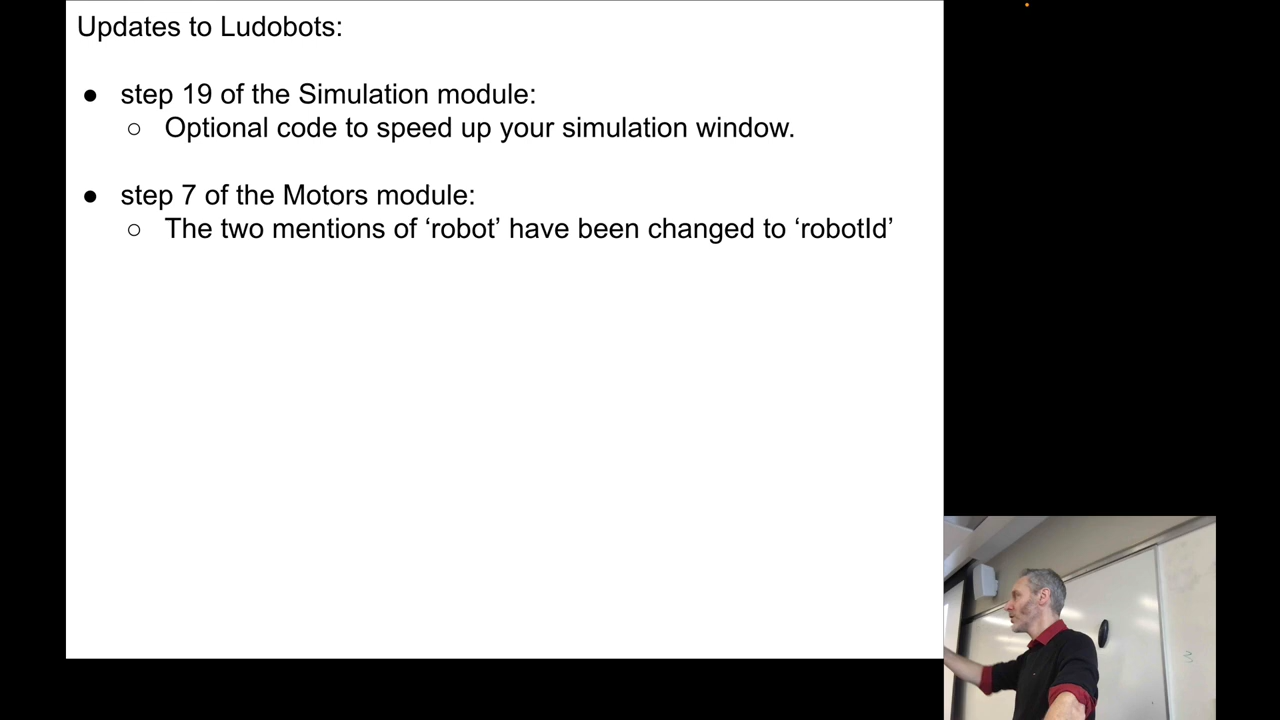 Updates to Ludobots:
● step 19 of the Simulation module:
○ Optional code to speed up your simulation window.
● step 7 of the Motors module:
○ The two mentions of ‘robot’ have been changed to ‘robotId’
3